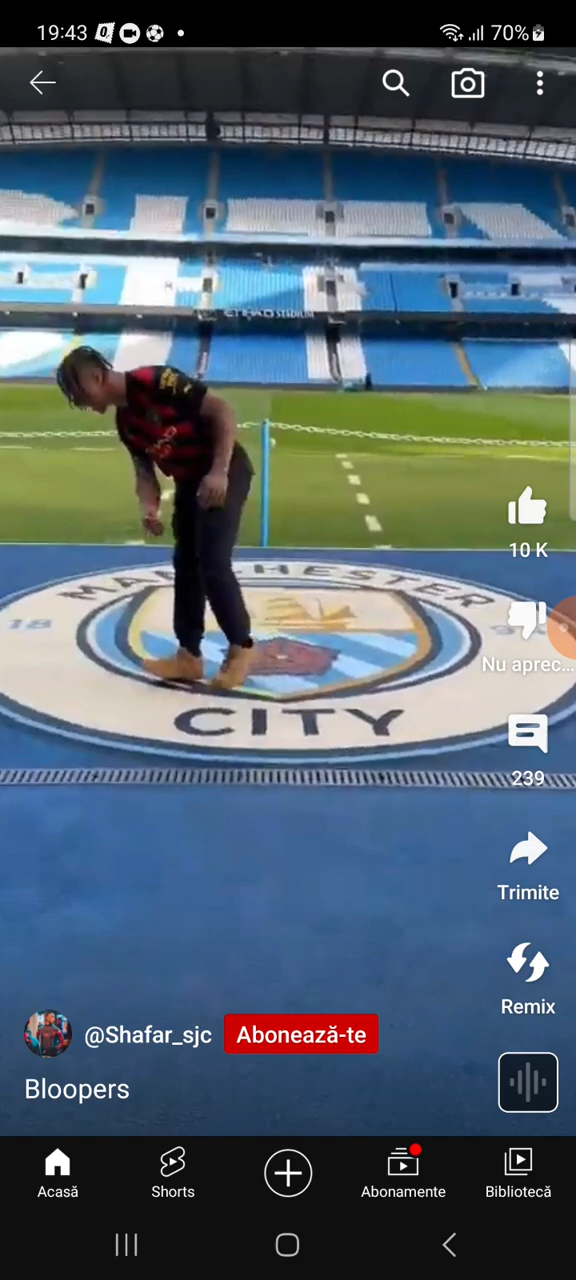 19:43
70%
ETIHAD STADIUM
MANCHESTER
18
CITY
10 K
Nu aprec...
239
Trimite
Remix
@Shafar_sjc
Abonează-te
Bloopers
Acasă
Shorts
Abonamente
Bibliotecă